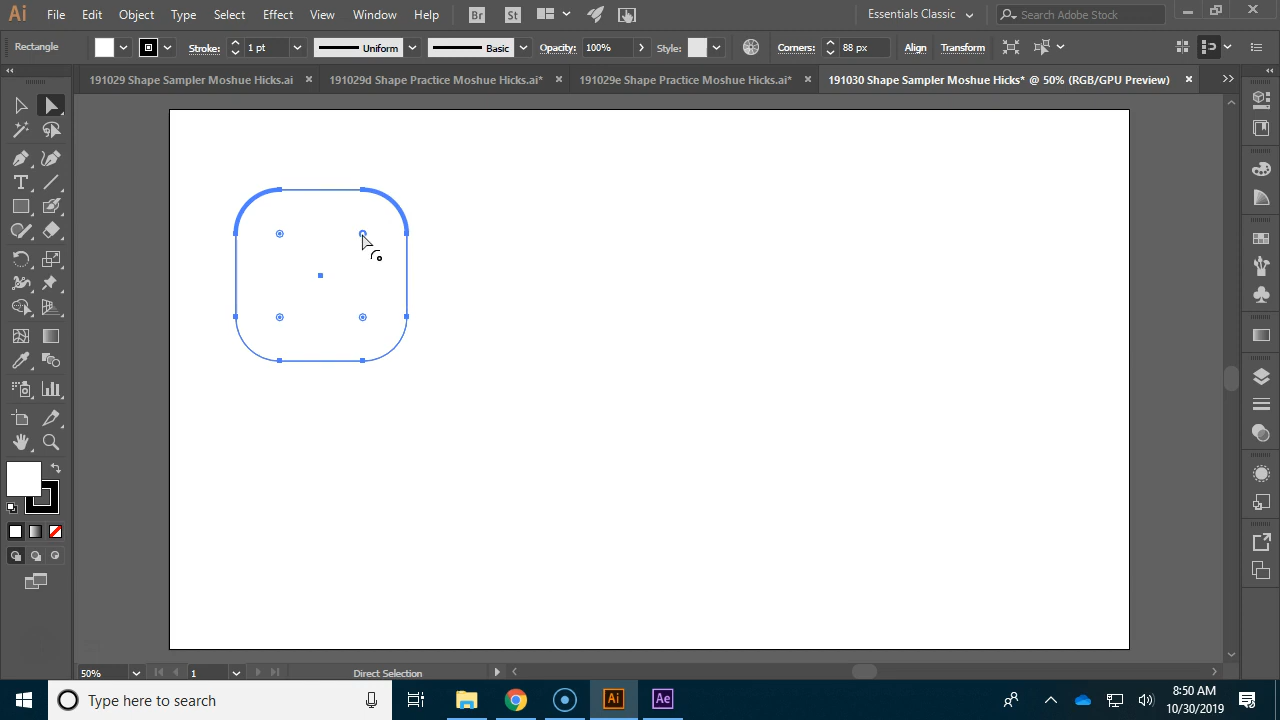 Ai File Edit Object Type Select Effect View Window Help Br St Essentials Classic Search Adobe Stock
Rectangle Stroke: 1 pt Uniform Basic Opacity: 100% Style: Corners: 88 px Align Transform
191029 Shape Sampler Moshue Hicks.ai × 191029d Shape Practice Moshue Hicks.ai* × 191029e Shape Practice Moshue Hicks.ai* × 191030 Shape Sampler Moshue Hicks* @ 50% (RGB/GPU Preview) ×
T
50% 1 Direct Selection
Type here to search Ai Ae 8:50 AM
10/30/2019